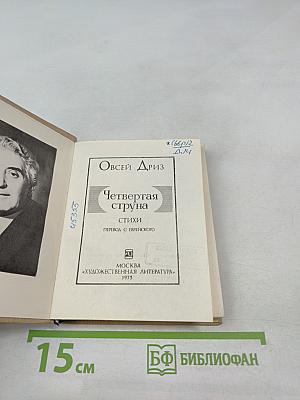 Овсей Дриз
Четвертая
струна
СТИХИ
ПЕРЕВОД С ЕВРЕЙСКОГО
МОСКВА
«ХУДОЖЕСТВЕННАЯ ЛИТЕРАТУРА»
1975
15 см
БФ БИБЛИОФАН